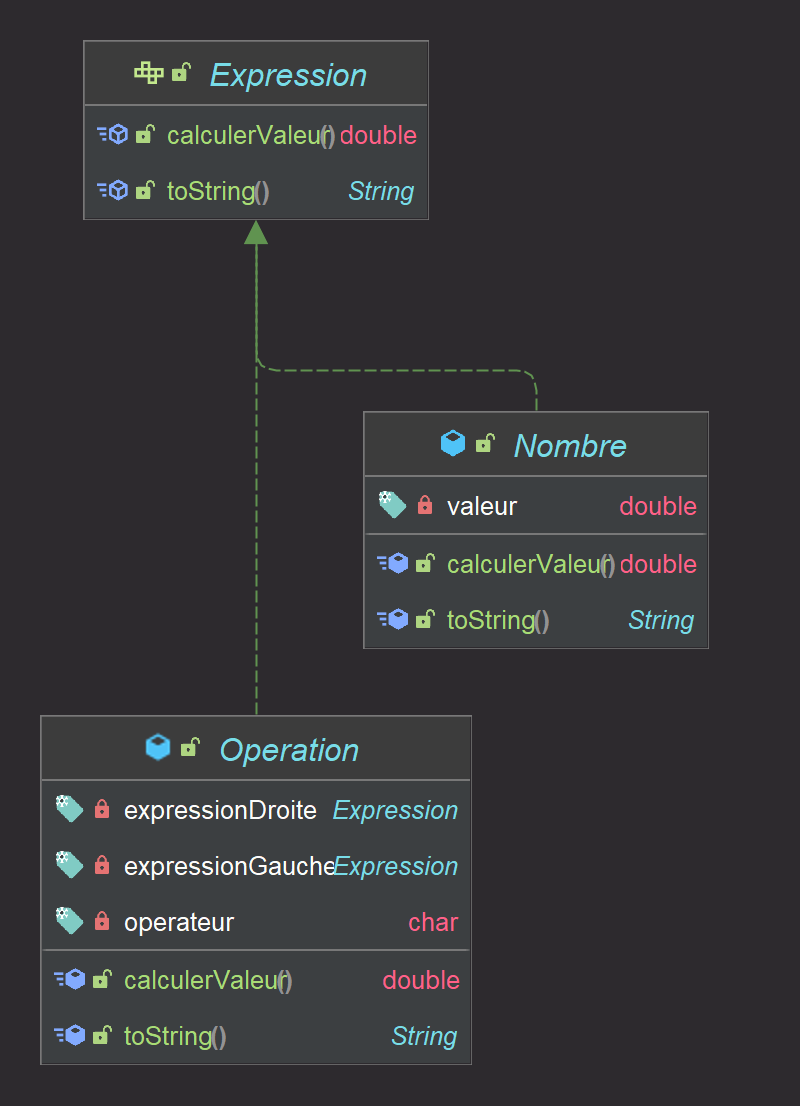 Expression
calculerValeur() double
toString() String
Nombre
valeur double
calculerValeur() double
toString() String
Operation
expressionDroite Expression
expressionGauche Expression
operateur char
calculerValeur() double
toString() String